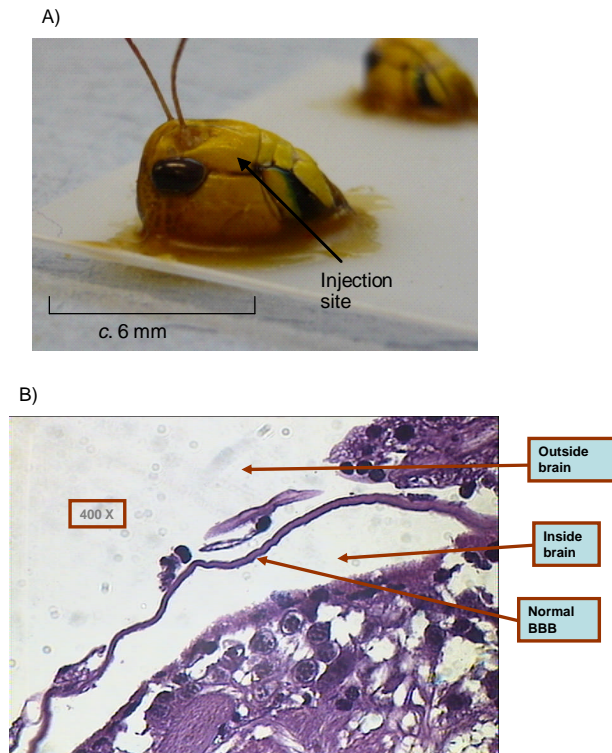 A)
Injection
site
c. 6 mm
B)
400 X
Outside
brain
Inside
brain
Normal
BBB